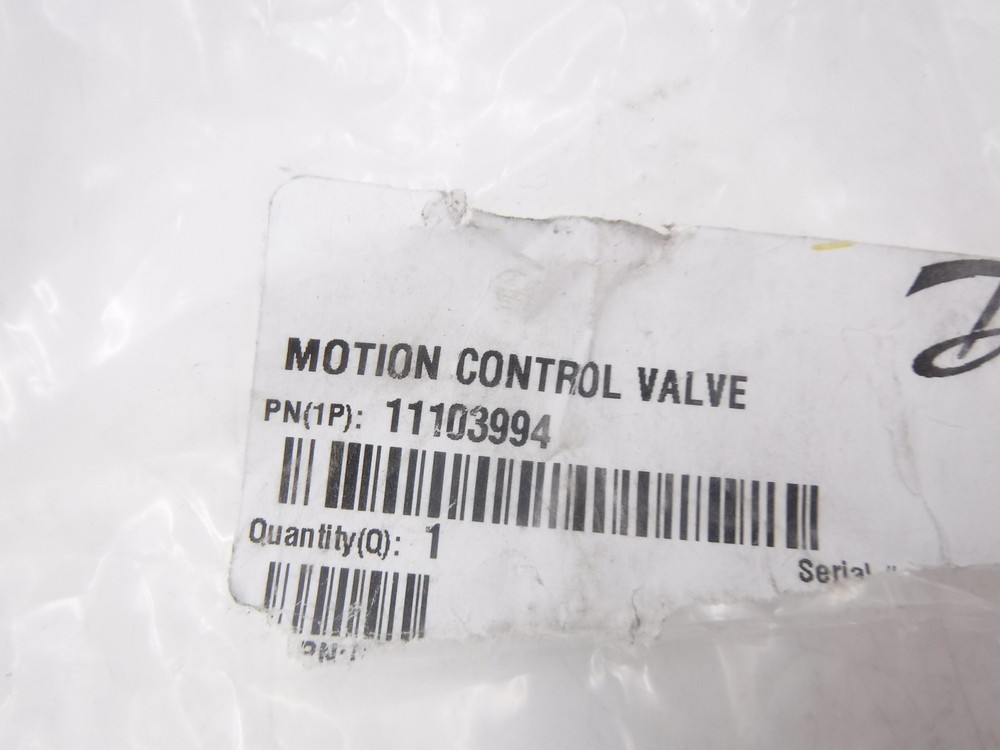 MOTION CONTROL VALVE
PN(1P): 11103994
Quantity(Q): 1
Serial